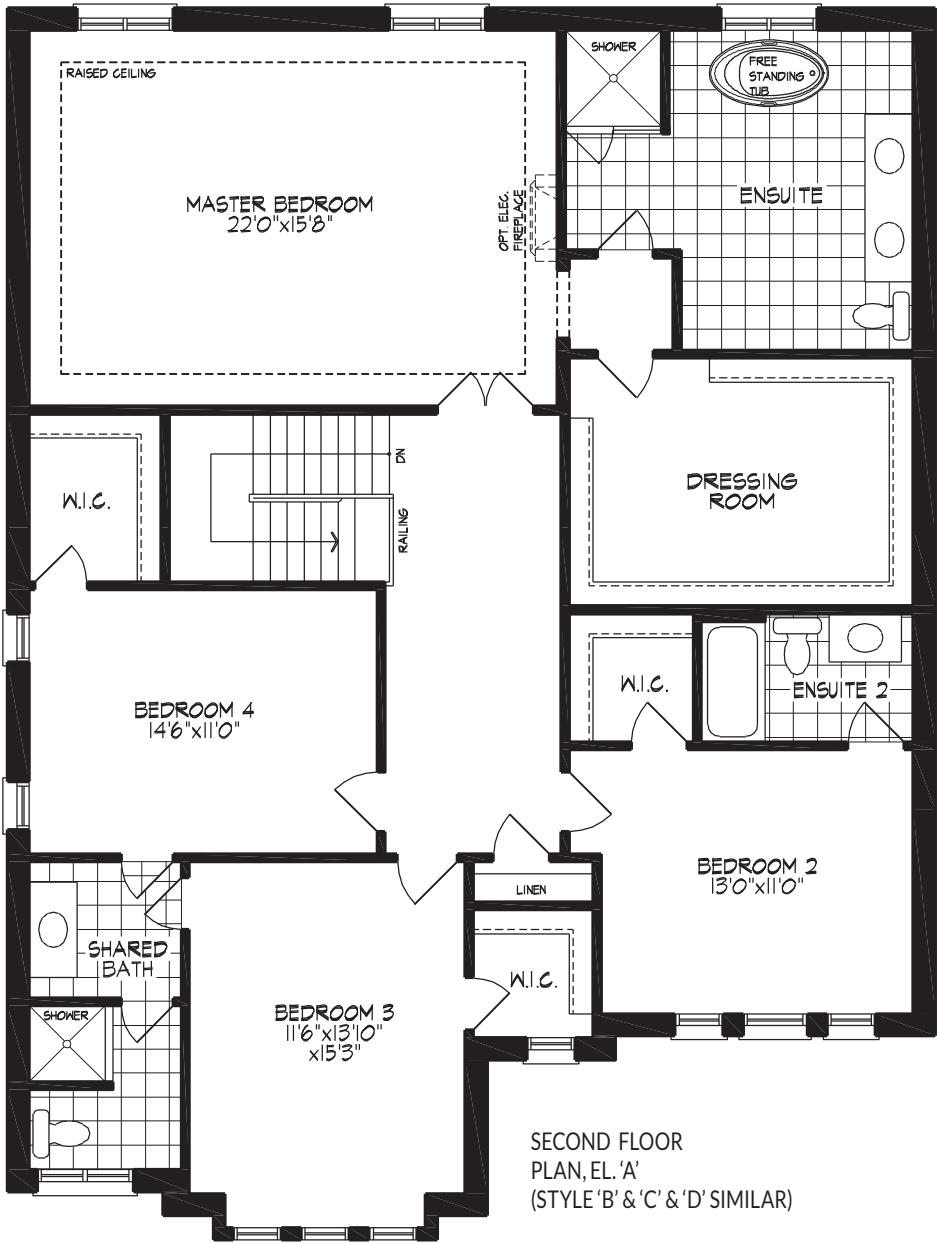 SHOWER
FREE
STANDING
TUB
RAISED CEILING
MASTER BEDROOM
22'0"x15'8"
OPT. ELEC.
FIREPLACE
ENSUITE
DN
RAILING
W.I.C.
DRESSING
ROOM
W.I.C.
ENSUITE 2
BEDROOM 4
14'6"x11'0"
BEDROOM 2
13'0"x11'0"
LINEN
SHARED
BATH
W.I.C.
SHOWER
BEDROOM 3
11'6"x13'10"
x15'3"
SECOND FLOOR
PLAN, EL. ‘A’
(STYLE ‘B’ & ‘C’ & ‘D’ SIMILAR)